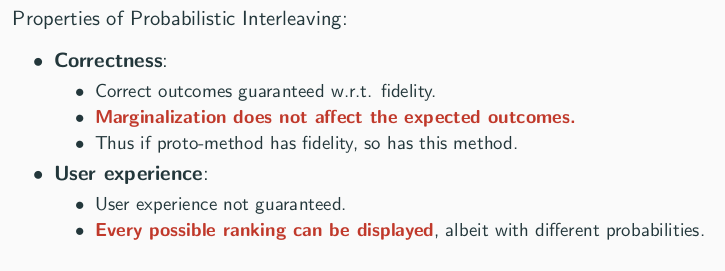 Properties of Probabilistic Interleaving:
• Correctness:
• Correct outcomes guaranteed w.r.t. fidelity.
• Marginalization does not affect the expected outcomes.
• Thus if proto-method has fidelity, so has this method.
• User experience:
• User experience not guaranteed.
• Every possible ranking can be displayed, albeit with different probabilities.